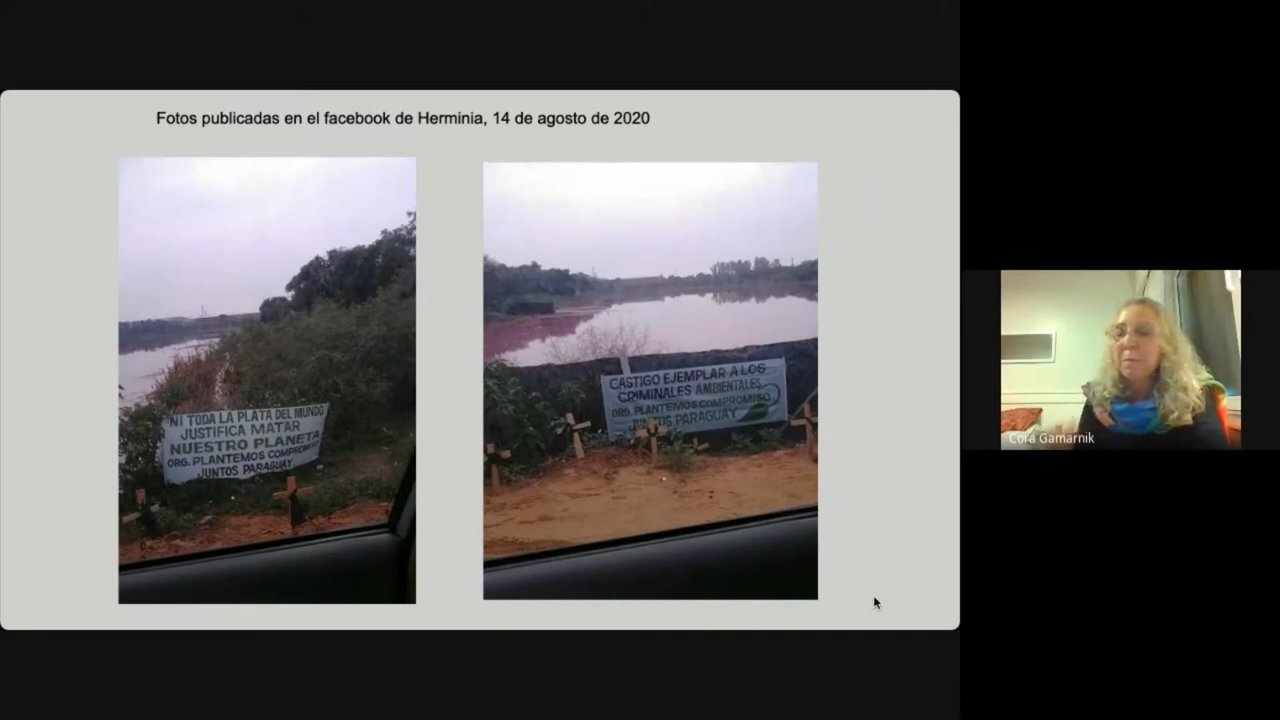 Fotos publicadas en el facebook de Herminia, 14 de agosto de 2020
NI TODA LA PLATA DEL MUNDO
JUSTIFICA MATAR
NUESTRO PLANETA
ORG. PLANTEMOS COMPROMISO
JUNTOS PARAGUAY
CASTIGO EJEMPLAR A LOS
CRIMINALES AMBIENTALES
ORG. PLANTEMOS COMPROMISO
JUNTOS PARAGUAY
Cora Gamarnik